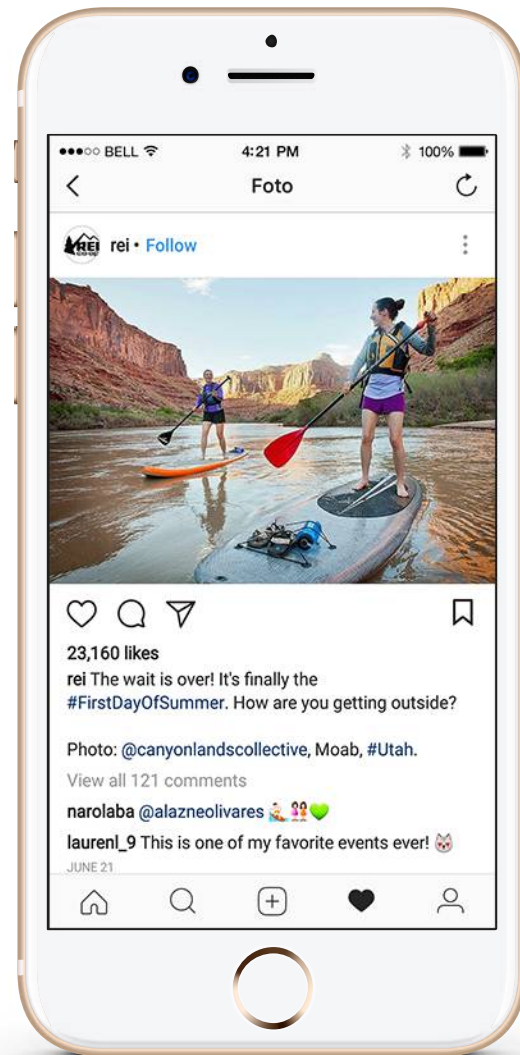 BELL 4:21 PM 100%
Foto
REI
rei • Follow
23,160 likes
rei The wait is over! It's finally the
#FirstDayOfSummer. How are you getting outside?
Photo: @canyonlandscollective, Moab, #Utah.
View all 121 comments
narolaba @alazneolivares
laurenl_9 This is one of my favorite events ever!
JUNE 21